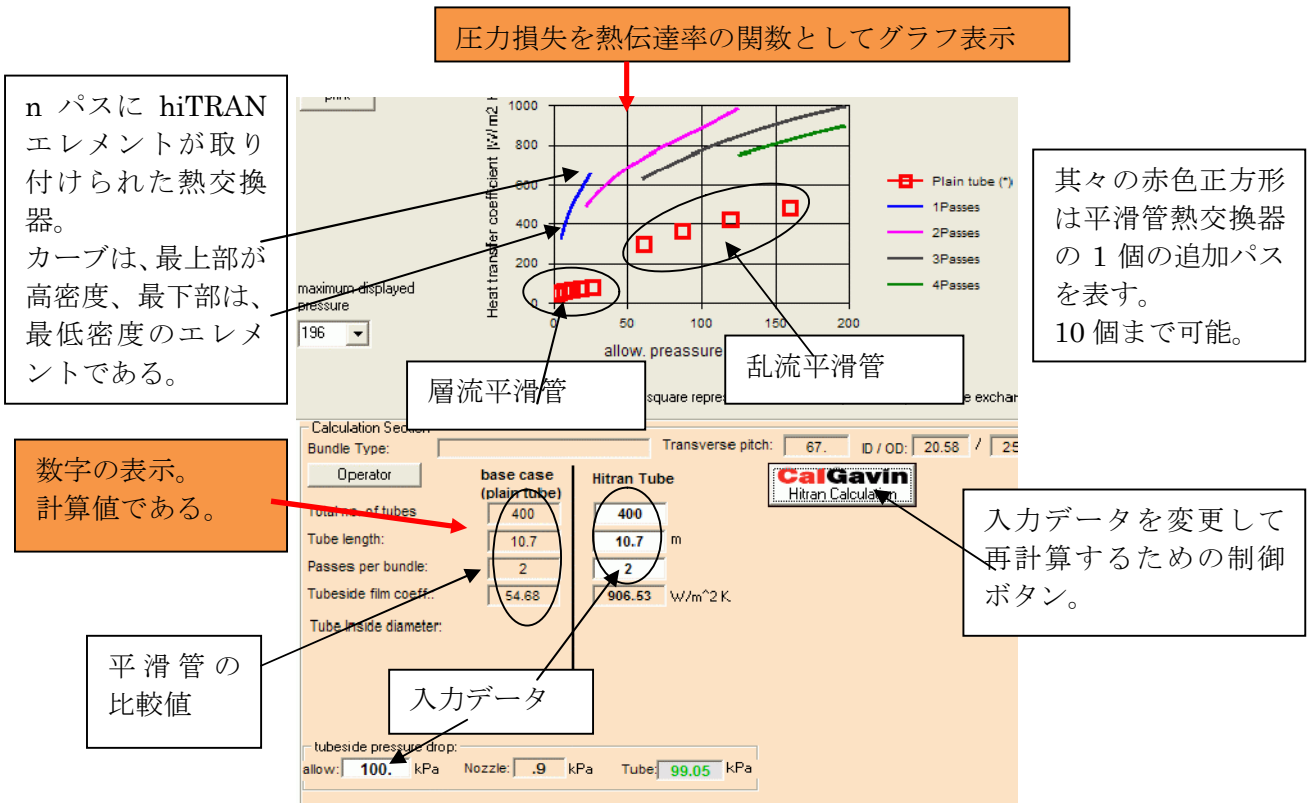 圧力損失を熱伝達率の関数としてグラフ表示
n パスに hiTRAN
エレメントが取り
付けられた熱交換
器。
カーブは、最上部が
高密度、最下部は、
最低密度のエレメ
ントである。
print
Heat transfer coefficient [W/m2
1000
800
600
400
200
0
0
50
100
150
200
allow. preassure
Plain tube (*)
1Passes
2Passes
3Passes
4Passes
其々の赤色正方形
は平滑管熱交換器
の 1 個の追加パス
を表す。
10 個まで可能。
maximum displayed
pressure
196
層流平滑管
乱流平滑管
square repres
e exchan
数字の表示。
計算値である。
Calculation Section
Bundle Type:
Transverse pitch: 67. ID / OD: 20.58 / 25
Operator
base case
(plain tube)
Hitran Tube
CalGavin
Hitran Calculation
Total no. of tubes 400 400
Tube length: 10.7 10.7 m
Passes per bundle: 2 2
Tubeside film coeff.: 54.68 906.53 W/m^2 K
Tube Inside diameter:
入力データを変更して
再計算するための制御
ボタン。
平滑管の
比較値
入力データ
tubeside pressure drop:
allow: 100. kPa Nozzle: .9 kPa Tube: 99.05 kPa